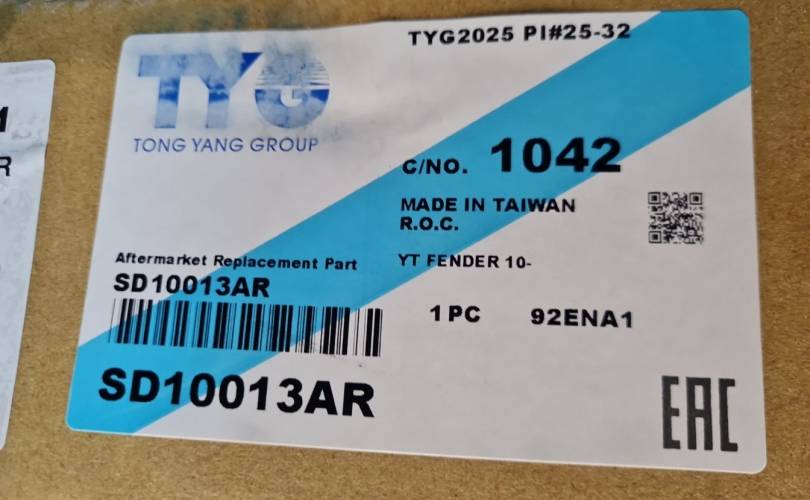 TYG2025 PI#25-32
TYG
TONG YANG GROUP
C/NO. 1042
MADE IN TAIWAN
R.O.C.
Aftermarket Replacement Part
YT FENDER 10-
SD10013AR
1 PC 92ENA1
SD10013AR
EAC
R